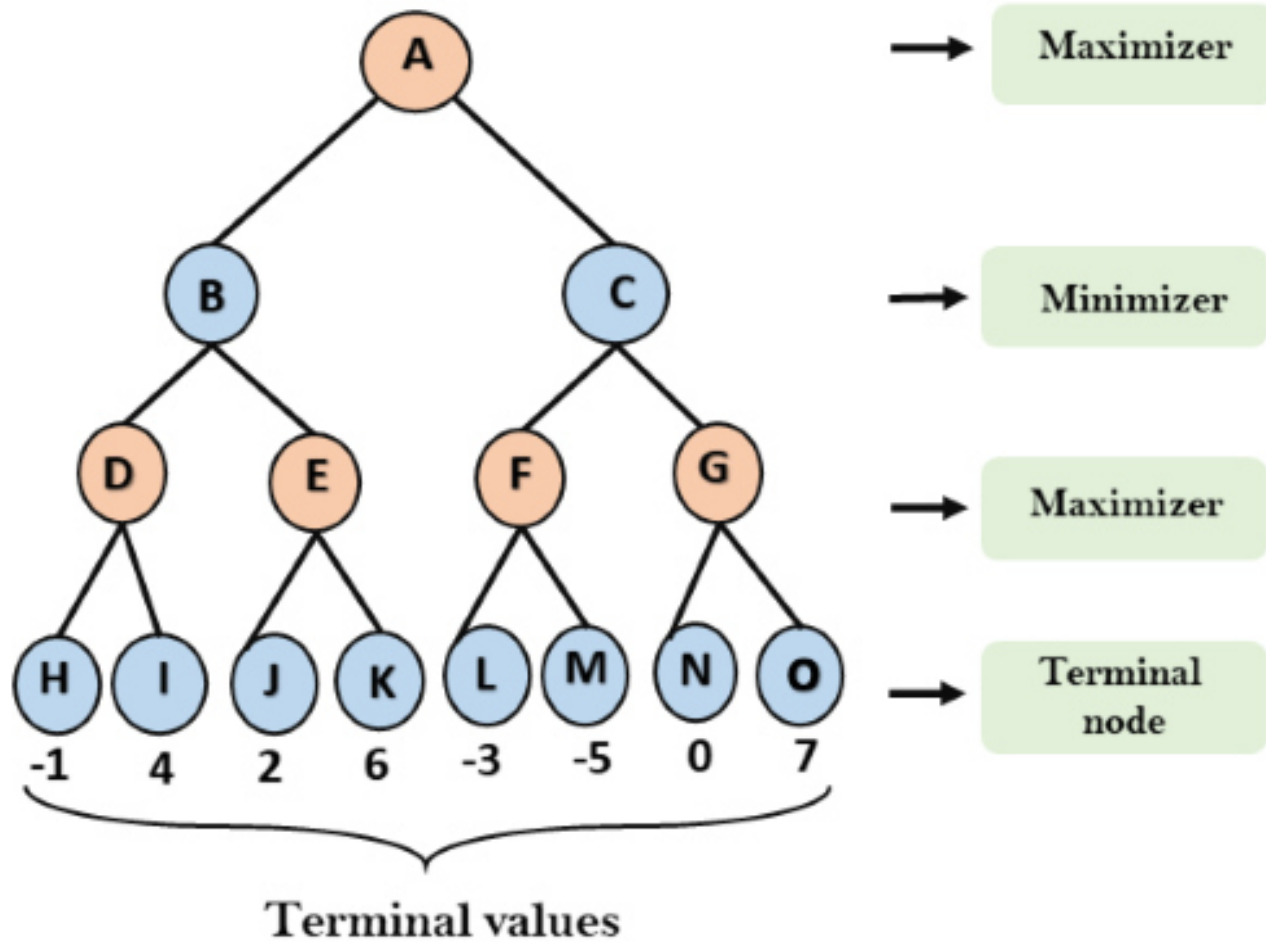 A
Maximizer
B
C
Minimizer
D
E
F
G
Maximizer
H
I
J
K
L
M
N
O
Terminal
node
-1
4
2
6
-3
-5
0
7
Terminal values